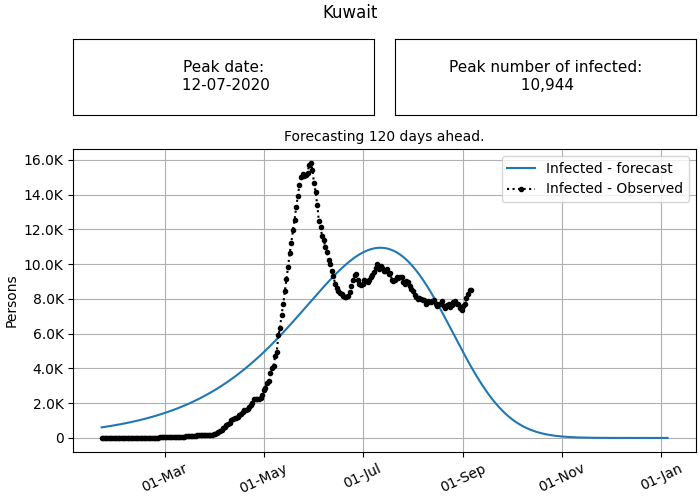 Kuwait
Peak date:
12-07-2020
Peak number of infected:
10,944
Forecasting 120 days ahead.
Infected - forecast
Infected - Observed
Persons
16.0K
14.0K
12.0K
10.0K
8.0K
6.0K
4.0K
2.0K
0
01-Mar
01-May
01-Jul
01-Sep
01-Nov
01-Jan